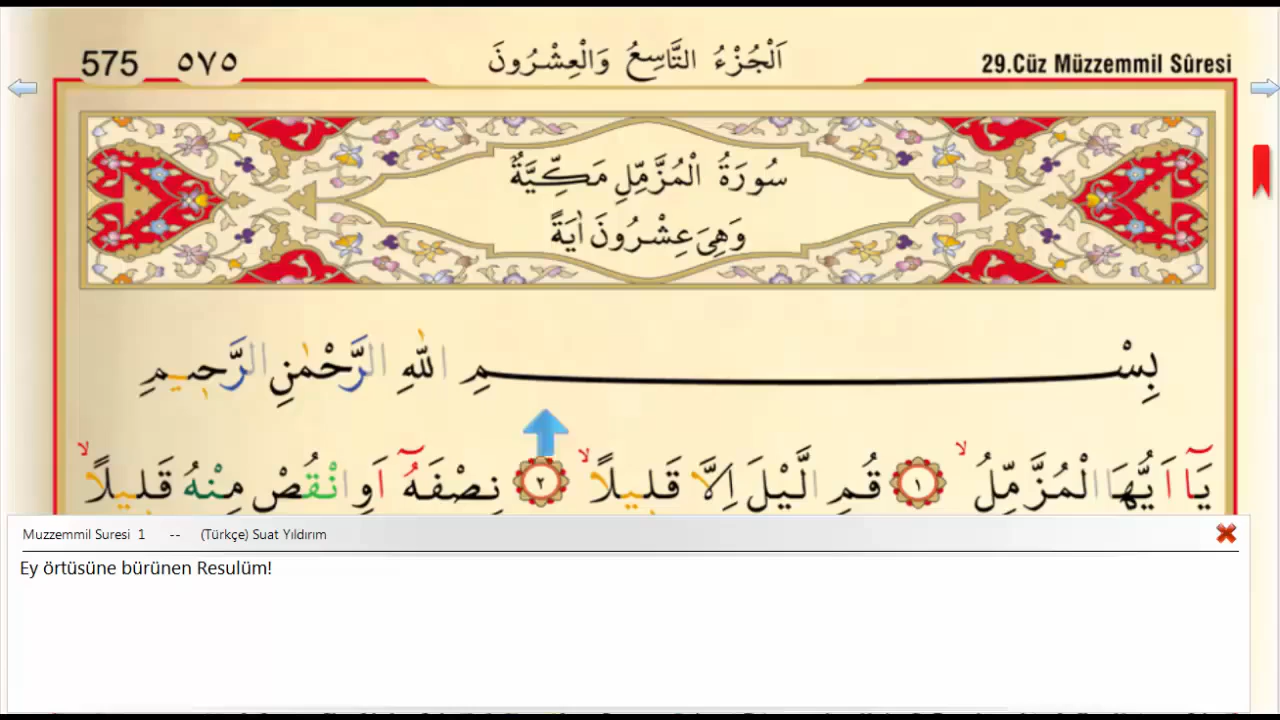 575 ٥٧٥ اَلْجُزْءُ التَّاسِعُ وَالْعِشْرُونَ 29.Cüz Müzzemmil Sûresi
سُورَةُ الْمُزَّمِّلِ مَكِّيَّةٌ
وَهِىَ عِشْرُونَ اٰيَةً
بِسْمِ اللّٰهِ الرَّحْمٰنِ الرَّحٖيمِ
يَٓا اَيُّهَا الْمُزَّمِّلُۙ ١ قُمِ الَّيْلَ اِلَّا قَلٖيلًاۙ ٢ نِصْفَهُٓ اَوِ انْقُصْ مِنْهُ قَلٖيلًاۙ
Muzzemmil Suresi 1 -- (Türkçe) Suat Yıldırım
Ey örtüsüne bürünen Resulüm!